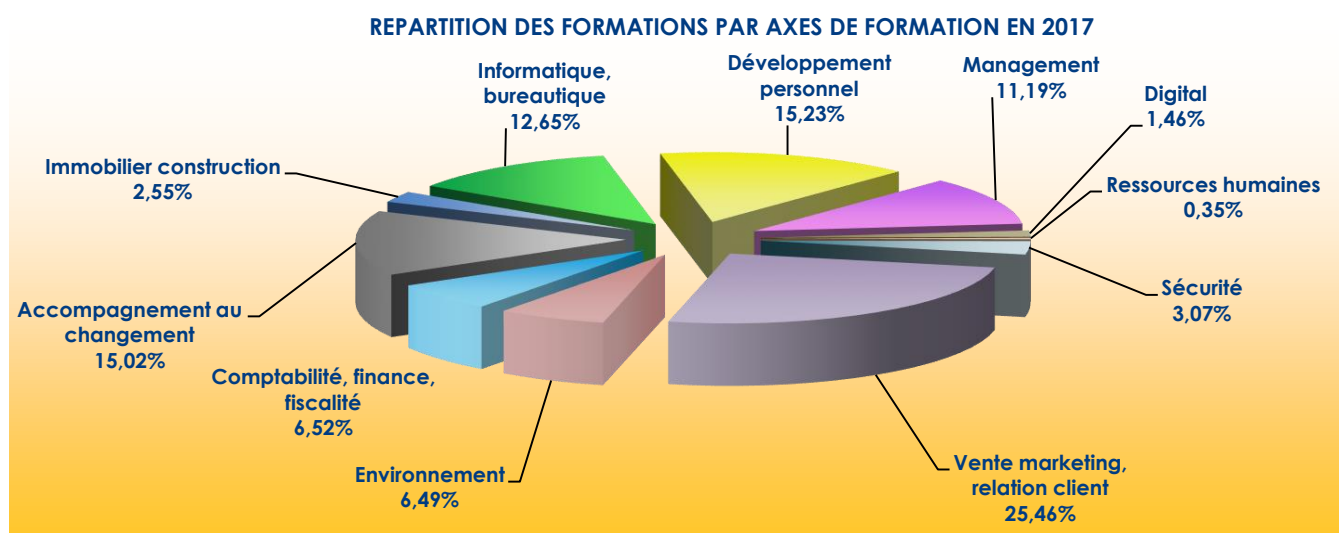 REPARTITION DES FORMATIONS PAR AXES DE FORMATION EN 2017
Informatique,
bureautique
12,65%
Développement
personnel
15,23%
Management
11,19%
Digital
1,46%
Immobilier construction
2,55%
Ressources humaines
0,35%
Accompagnement au
changement
15,02%
Sécurité
3,07%
Comptabilité, finance,
fiscalité
6,52%
Environnement
6,49%
Vente marketing,
relation client
25,46%